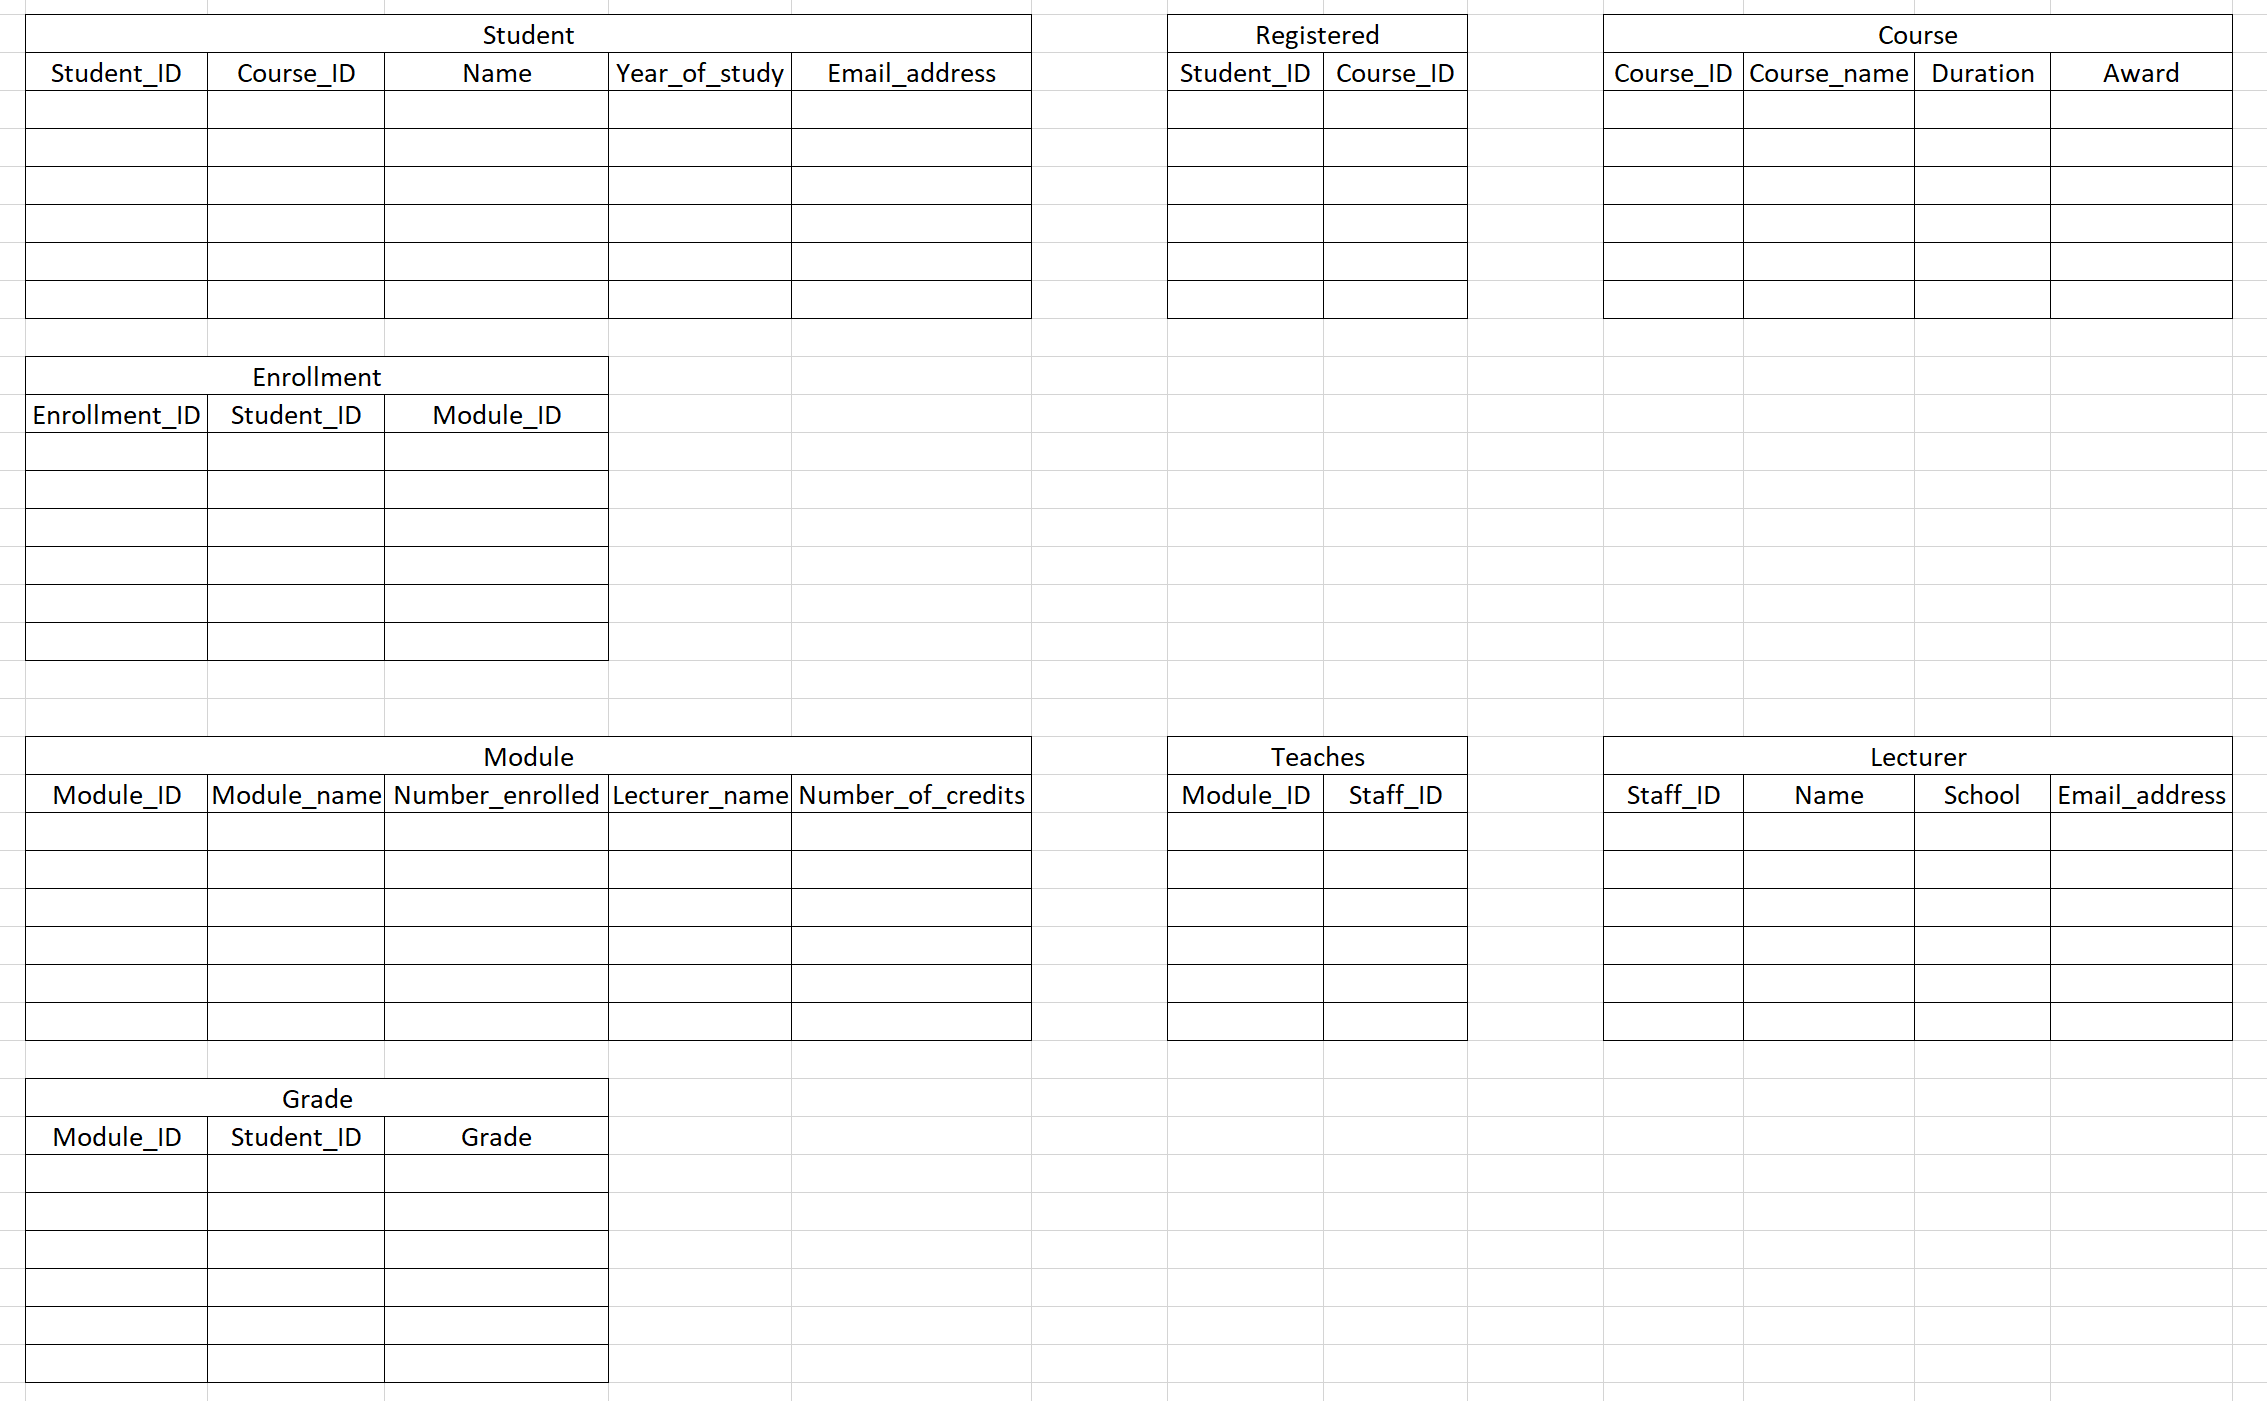 Student
Student_ID Course_ID Name Year_of_study Email_address
Registered
Student_ID Course_ID
Course
Course_ID Course_name Duration Award
Enrollment
Enrollment_ID Student_ID Module_ID
Module
Module_ID Module_name Number_enrolled Lecturer_name Number_of_credits
Teaches
Module_ID Staff_ID
Lecturer
Staff_ID Name School Email_address
Grade
Module_ID Student_ID Grade